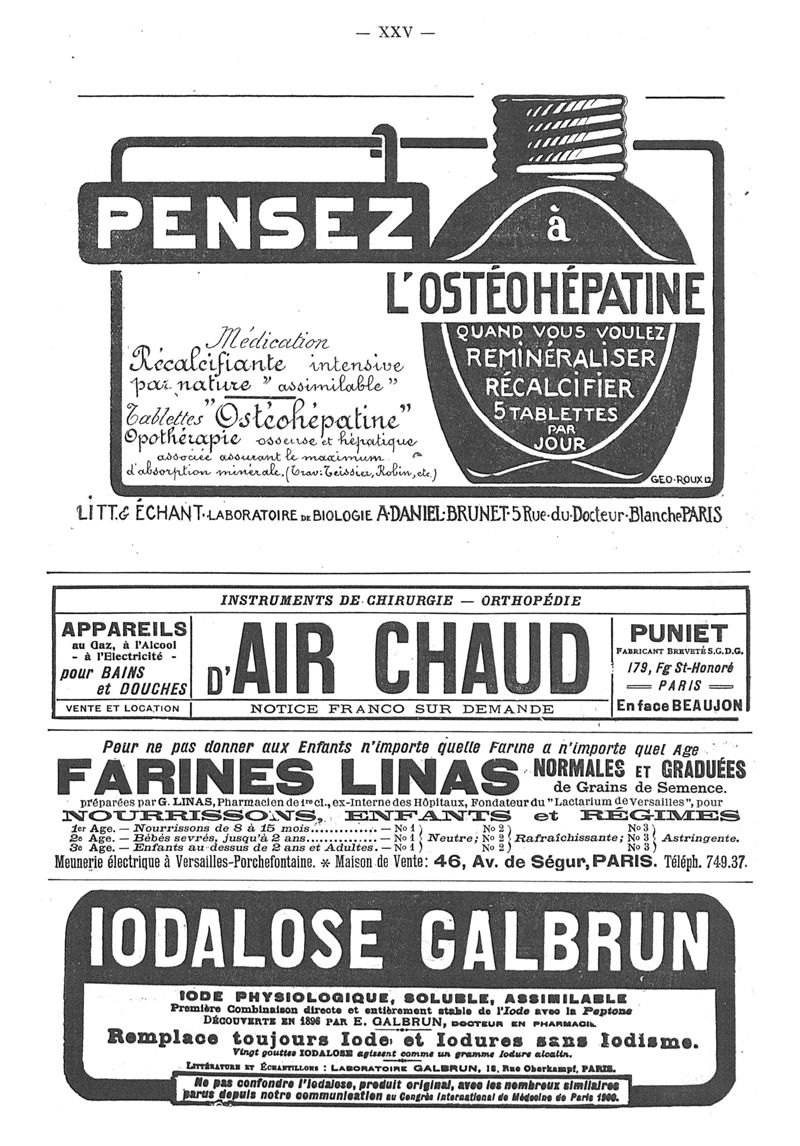 — XXV —
PENSEZ
à
L'OSTÉOHÉPATINE
QUAND VOUS VOULEZ
REMINÉRALISER
RÉCALCIFIER
5 TABLETTES
PAR
JOUR
GEO·ROUX 12
Médication
Récalcifiante intensive
par nature " assimilable "
Tablettes "Ostéohépatine"
Opothérapie osseuse et hépatique
associée assurant le maximum
d'absorption minérale. (Trav: Teissier, Robin, etc.)
LITT. & ÉCHANT. LABORATOIRE DE BIOLOGIE A·DANIEL·BRUNET·5 Rue·du·Docteur·Blanche PARIS
INSTRUMENTS DE CHIRURGIE — ORTHOPÉDIE
APPAREILS
au Gaz, à l'Alcool
- à l'Electricité -
pour BAINS
et DOUCHES
VENTE ET LOCATION
D'AIR CHAUD
NOTICE FRANCO SUR DEMANDE
PUNIET
FABRICANT BREVETÉ S.G.D.G.
179, Fg St-Honoré
— PARIS —
En face BEAUJON
Pour ne pas donner aux Enfants n'importe quelle Farine a n'importe quel Age
FARINES LINAS NORMALES ET GRADUÉES
de Grains de Semence.
préparées par G. LINAS, Pharmacien de 1re cl., ex-Interne des Hôpitaux, Fondateur du "Lactarium de Versailles", pour
NOURRISSONS, ENFANTS et RÉGIMES
1er Age. — Nourrissons de 8 à 15 mois............. — No 1 ) No 2 ) No 3 )
2e Age. — Bébés sevrés, jusqu'à 2 ans............. — No 1 } Neutre; No 2 } Rafraîchissante; No 3 } Astringente.
3e Age. — Enfants au dessus de 2 ans et Adultes. — No 1 ) No 2 ) No 3 )
Meunerie électrique à Versailles-Porchefontaine. * Maison de Vente: 46, Av. de Ségur, PARIS. Téléph. 749.37.
IODALOSE GALBRUN
IODE PHYSIOLOGIQUE, SOLUBLE, ASSIMILABLE
Première Combinaison directe et entièrement stable de l'Iode avec la Peptone
DÉCOUVERTE EN 1896 PAR E. GALBRUN, DOCTEUR EN PHARMACIE.
Remplace toujours Iode et Iodures sans Iodisme.
Vingt gouttes IODALOSE agissent comme un gramme Iodure alcalin.
LITTÉRATURE ET ÉCHANTILLONS : LABORATOIRE GALBRUN, 18, Rue Oberkampf, PARIS.
Ne pas confondre l'Iodalose, produit original, avec les nombreux similaires
parus depuis notre communication au Congrès International de Médecine de Paris 1900.